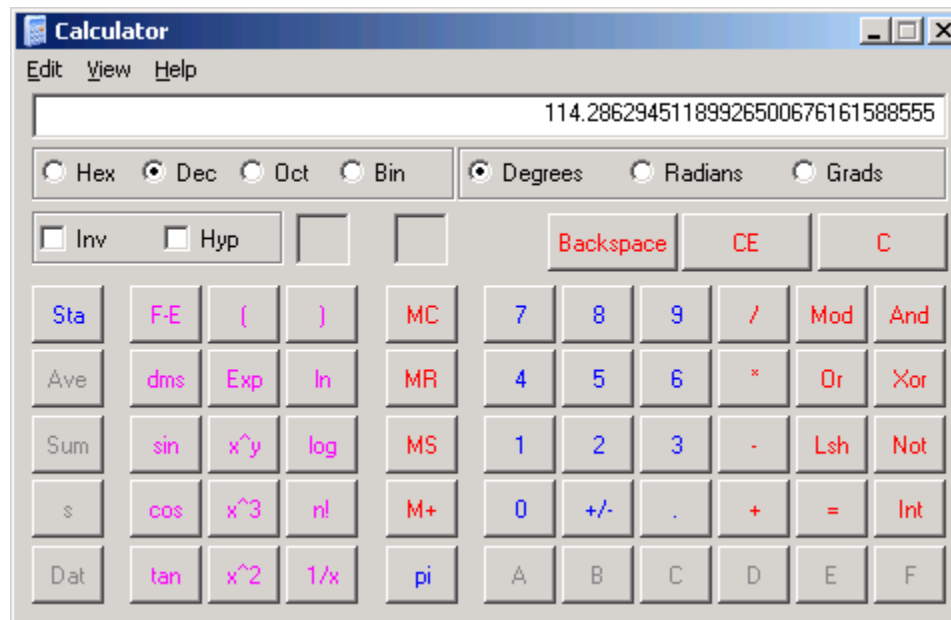 Calculator
Edit View Help
114.28629451189926500676161588555
Hex Dec Oct Bin Degrees Radians Grads
Inv Hyp Backspace CE C
Sta F-E ( ) MC 7 8 9 / Mod And
Ave dms Exp ln MR 4 5 6 * Or Xor
Sum sin x^y log MS 1 2 3 - Lsh Not
s cos x^3 n! M+ 0 +/- . + = Int
Dat tan x^2 1/x pi A B C D E F